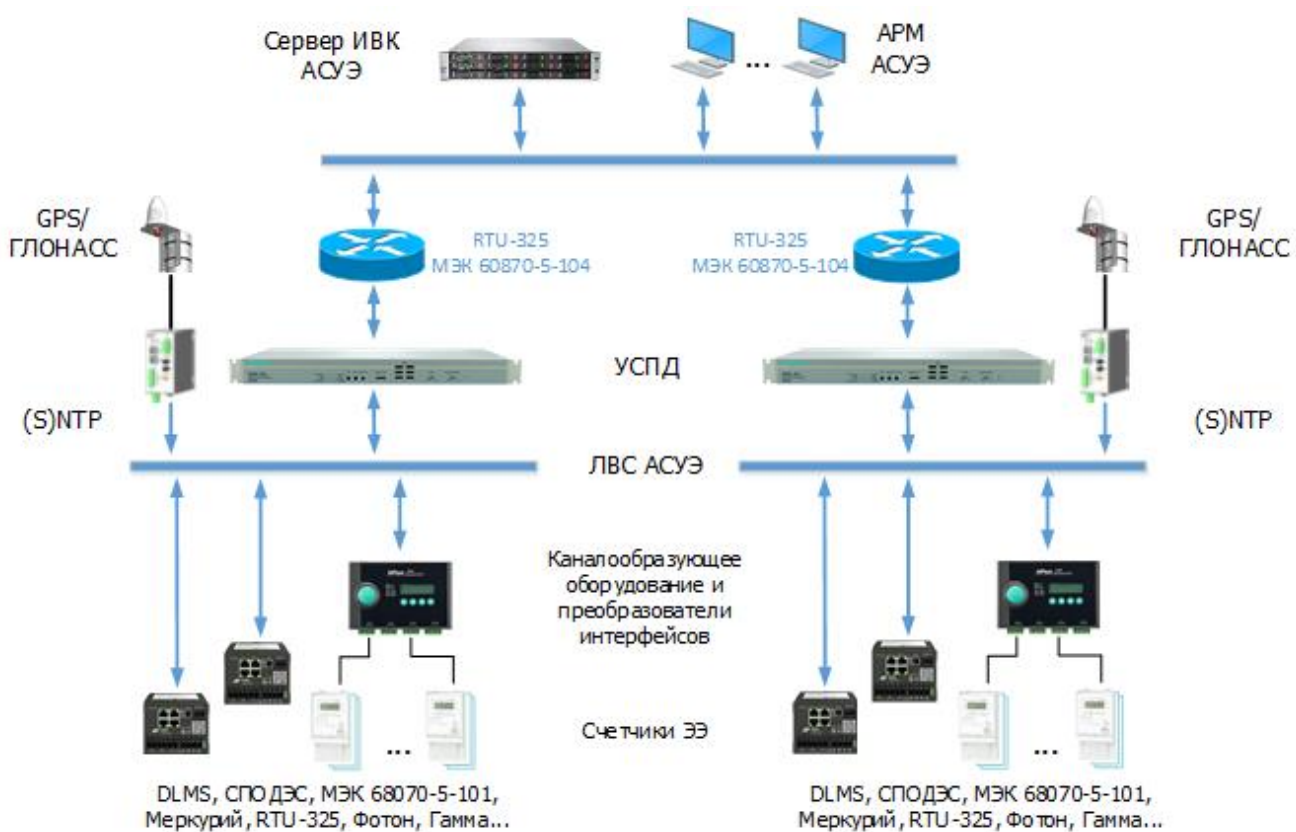 Сервер ИВК
АСУЭ
...
АРМ
АСУЭ
GPS/
ГЛОНАСС
RTU-325
МЭК 60870-5-104
RTU-325
МЭК 60870-5-104
GPS/
ГЛОНАСС
УСПД
(S)NTP
(S)NTP
ЛВС АСУЭ
Каналообразующее
оборудование и
преобразователи
интерфейсов
Счетчики ЭЭ
...
...
DLMS, СПОДЭС, МЭК 68070-5-101,
Меркурий, RTU-325, Фотон, Гамма...
DLMS, СПОДЭС, МЭК 68070-5-101,
Меркурий, RTU-325, Фотон, Гамма...